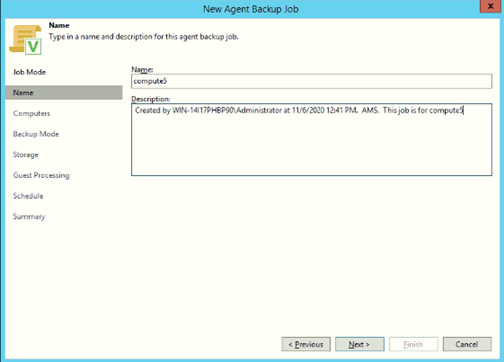 New Agent Backup Job
X
Name
Type in a name and description for this agent backup job.
V
Job Mode
Name
Computers
Backup Mode
Storage
Guest Processing
Schedule
Summary
Name:
compute5
Description:
Created by WIN-14I17PHBP90\Administrator at 11/6/2020 12:41 PM. AMS. This job is for compute5
< Previous
Next >
Finish
Cancel